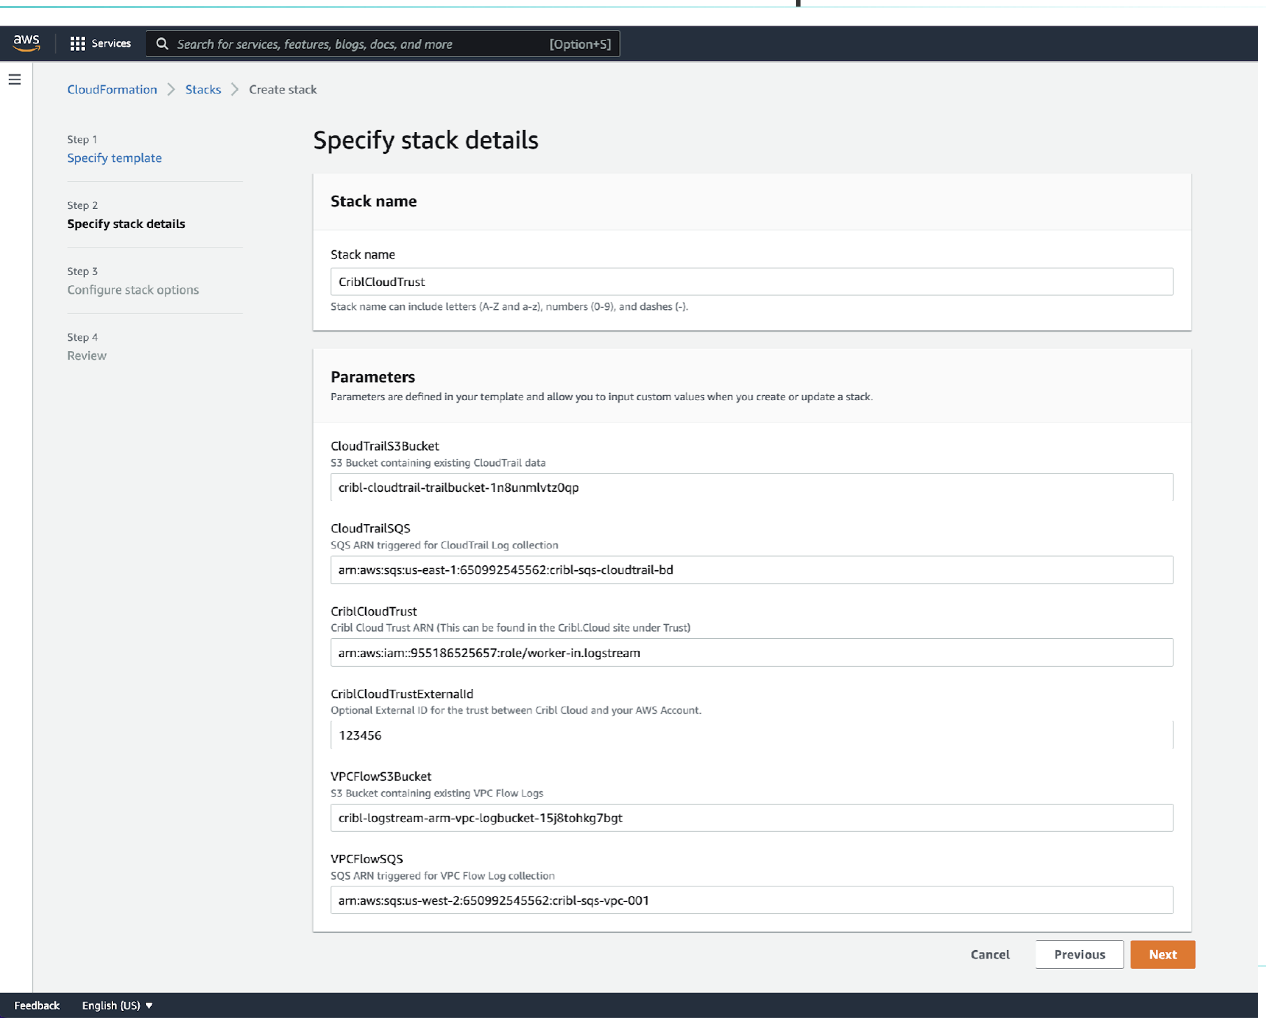 aws
Services
Search for services, features, blogs, docs, and more
[Option+S]
CloudFormation
Stacks
Create stack
Step 1
Specify template
Step 2
Specify stack details
Step 3
Configure stack options
Step 4
Review
Specify stack details
Stack name
Stack name
CriblCloudTrust
Stack name can include letters (A-Z and a-z), numbers (0-9), and dashes (-).
Parameters
Parameters are defined in your template and allow you to input custom values when you create or update a stack.
CloudTrailS3Bucket
S3 Bucket containing existing CloudTrail data
cribl-cloudtrail-trailbucket-1n8unmlvtz0qp
CloudTrailSQS
SQS ARN triggered for CloudTrail Log collection
arn:aws:sqs:us-east-1:650992545562:cribl-sqs-cloudtrail-bd
CriblCloudTrust
Cribl Cloud Trust ARN (This can be found in the Cribl.Cloud site under Trust)
arn:aws:iam::955186525657:role/worker-in.logstream
CriblCloudTrustExternalId
Optional External ID for the trust between Cribl Cloud and your AWS Account.
123456
VPCFlowS3Bucket
S3 Bucket containing existing VPC Flow Logs
cribl-logstream-arm-vpc-logbucket-15j8tohkg7bgt
VPCFlowSQS
SQS ARN triggered for VPC Flow Log collection
arn:aws:sqs:us-west-2:650992545562:cribl-sqs-vpc-001
Cancel
Previous
Next
Feedback
English (US)